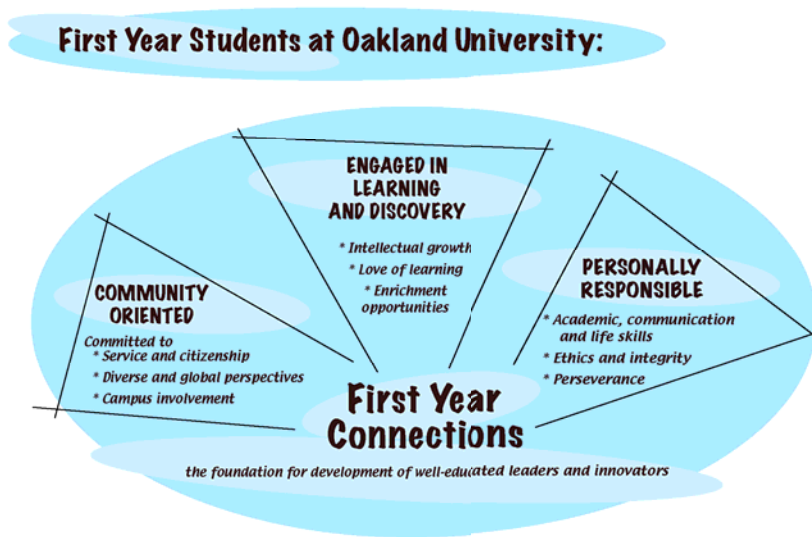 First Year Students at Oakland University:
ENGAGED IN
LEARNING
AND DISCOVERY
* Intellectual growth
* Love of learning
* Enrichment
opportunities
COMMUNITY
ORIENTED
Committed to
* Service and citizenship
* Diverse and global perspectives
* Campus involvement
PERSONALLY
RESPONSIBLE
* Academic, communication
and life skills
* Ethics and integrity
* Perseverance
First Year
Connections
the foundation for development of well-educated leaders and innovators